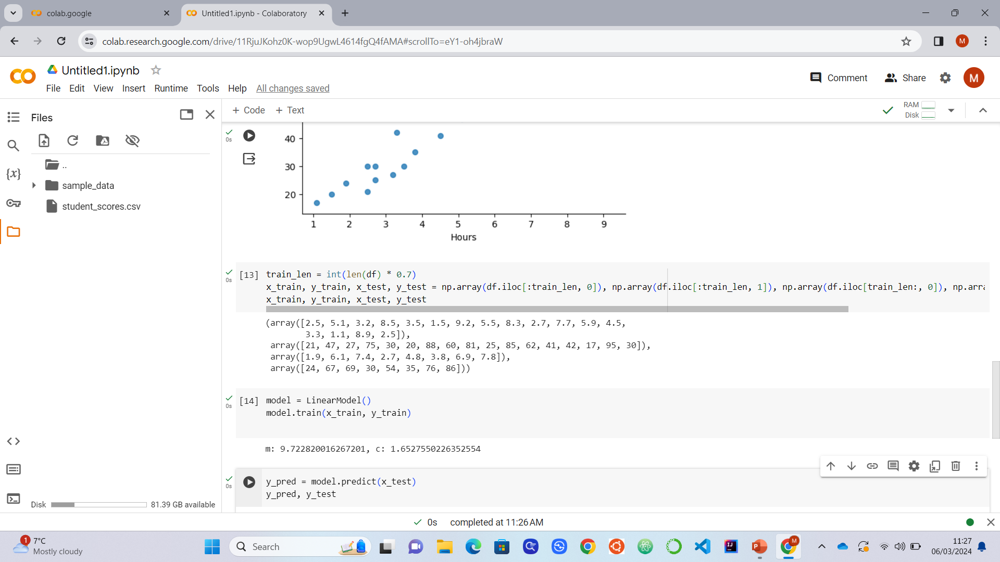 colab.google
Untitled1.ipynb - Colaboratory
colab.research.google.com/drive/11RjuJKohz0K-wop9UgwL4614fgQ4fAMA#scrollTo=eY1-oh4jbraW
M
Untitled1.ipynb
File Edit View Insert Runtime Tools Help All changes saved
Comment Share M
Files
+ Code + Text
RAM
Disk
..
sample_data
student_scores.csv
{x}
0s
40
30
20
1 2 3 4 5 6 7 8 9
Hours
0s
[13] train_len = int(len(df) * 0.7)
x_train, y_train, x_test, y_test = np.array(df.iloc[:train_len, 0]), np.array(df.iloc[:train_len, 1]), np.array(df.iloc[train_len:, 0]), np.arra
x_train, y_train, x_test, y_test
(array([2.5, 5.1, 3.2, 8.5, 3.5, 1.5, 9.2, 5.5, 8.3, 2.7, 7.7, 5.9, 4.5,
3.3, 1.1, 8.9, 2.5]),
array([21, 47, 27, 75, 30, 20, 88, 60, 81, 25, 85, 62, 41, 42, 17, 95, 30]),
array([1.9, 6.1, 7.4, 2.7, 4.8, 3.8, 6.9, 7.8]),
array([24, 67, 69, 30, 54, 35, 76, 86]))
0s
[14] model = LinearModel()
model.train(x_train, y_train)
m: 9.722820016267201, c: 1.6527550226352554
0s
y_pred = model.predict(x_test)
y_pred, y_test
Disk 81.39 GB available
0s completed at 11:26 AM
1
7°C
Mostly cloudy
Search
IJ
P
M
11:27
06/03/2024